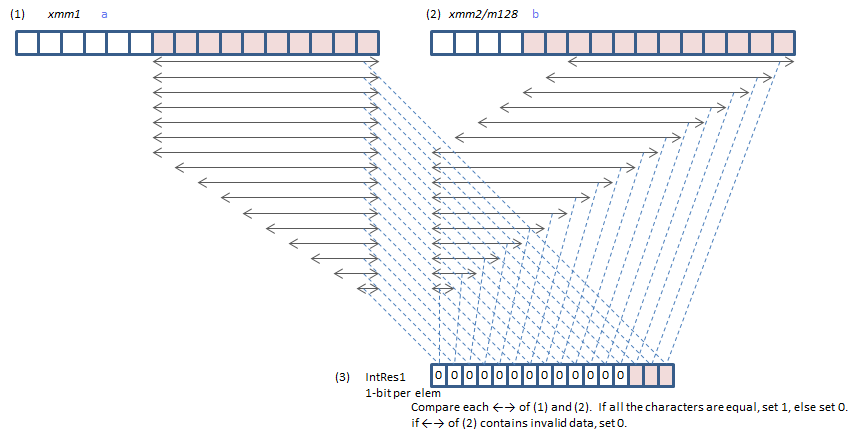 (1) xmm1 a (2) xmm2/m128 b
(3) IntRes1 0 0 0 0 0 0 0 0 0 0 0 0 0
1-bit per elem
Compare each ←→ of (1) and (2). If all the characters are equal, set 1, else set 0.
if ←→ of (2) contains invalid data, set 0.